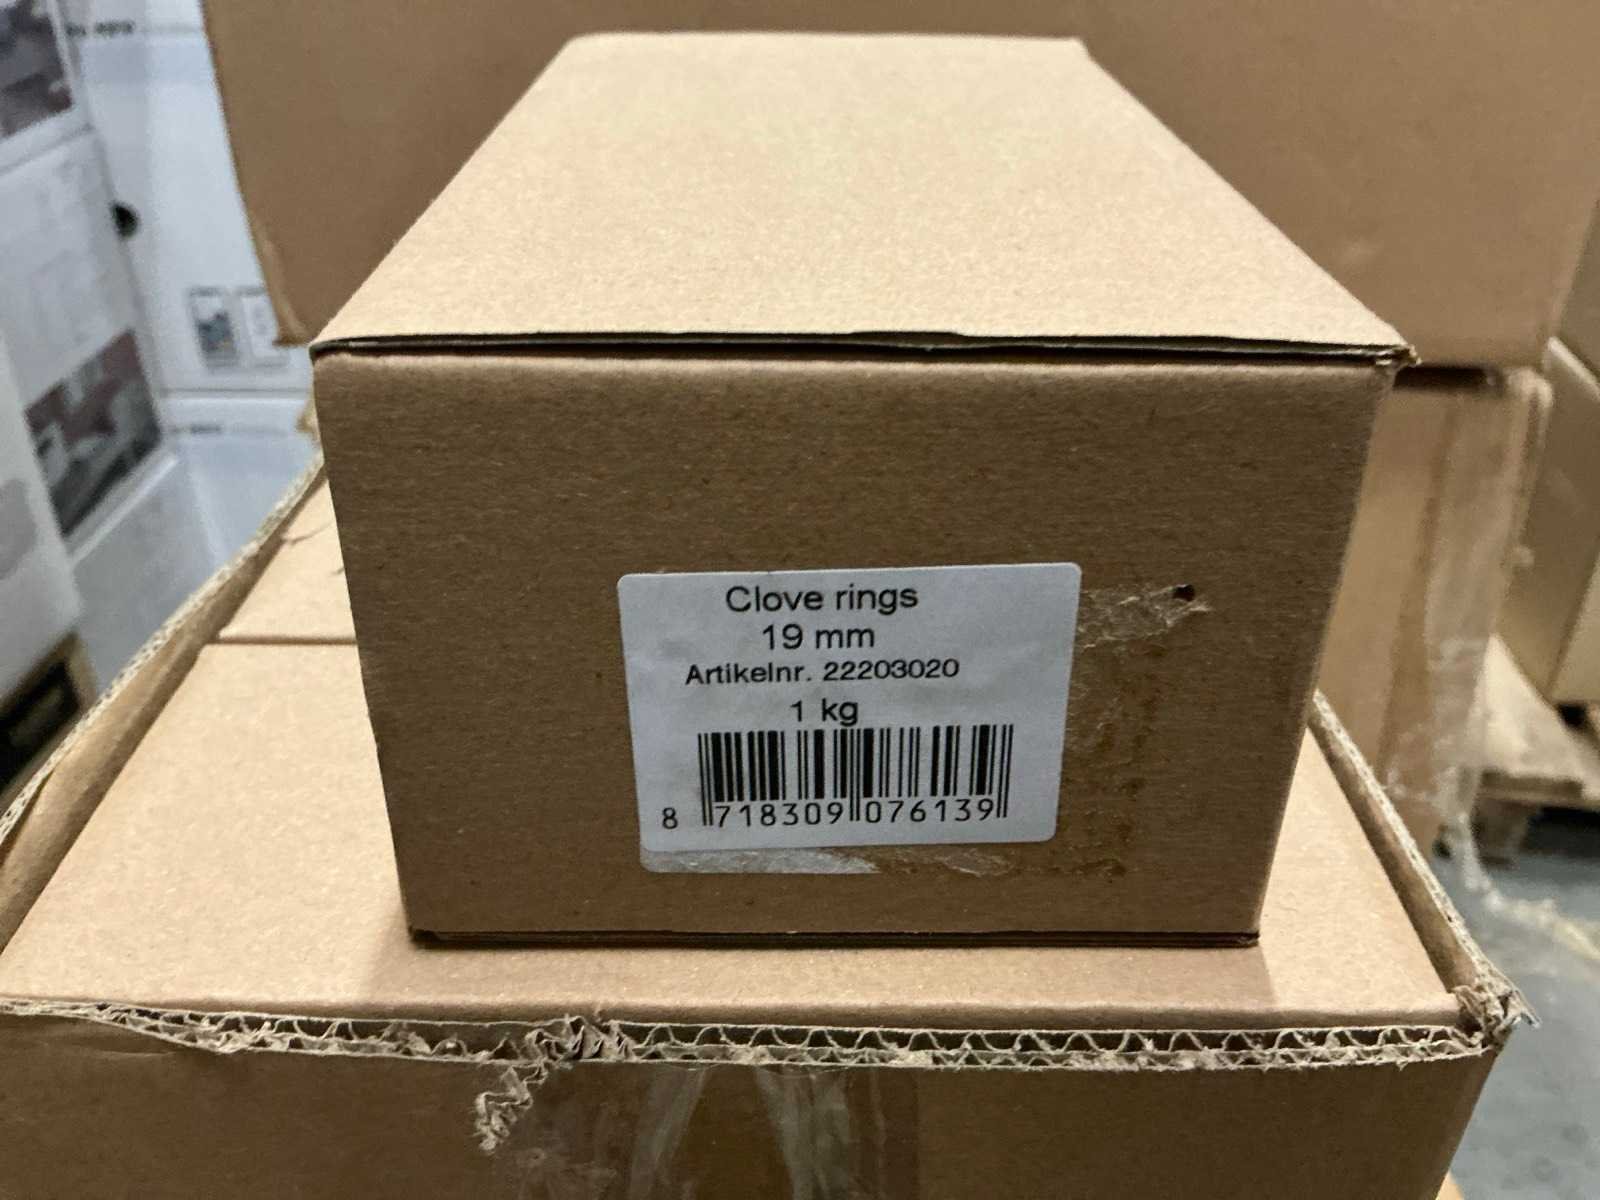 Clove rings
19 mm
Artikelnr. 22203020
1 kg
8 718309 076139